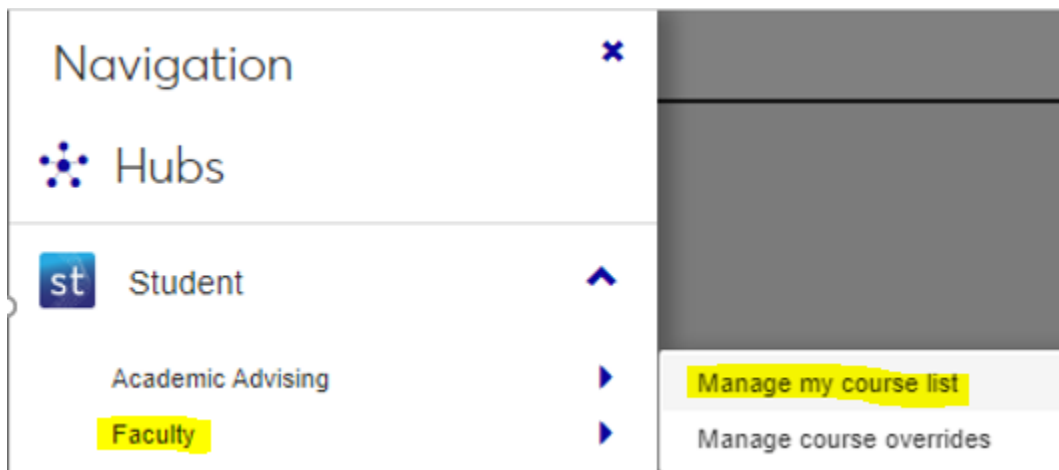 Navigation
Hubs
st Student
Academic Advising
Manage my course list
Faculty
Manage course overrides